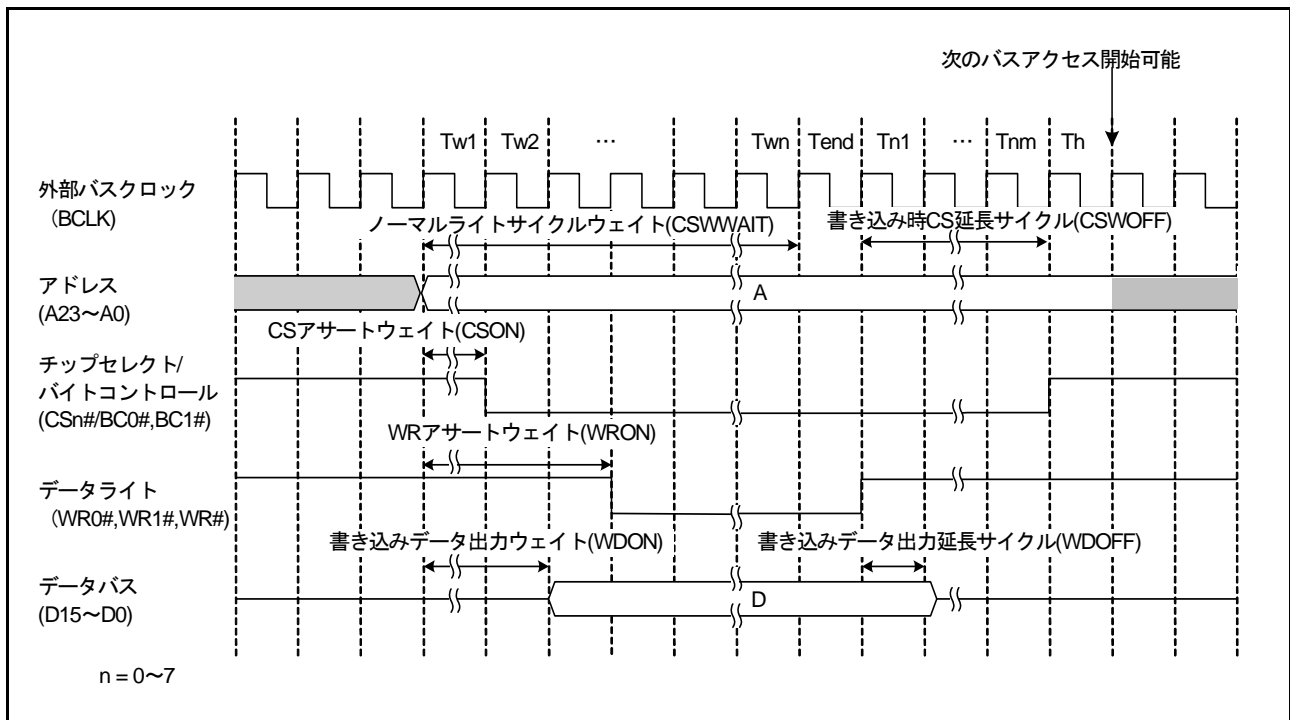 次のバスアクセス開始可能
Tw1 Tw2 … Twn Tend Tn1 … Tnm Th
外部バスクロック
(BCLK)
ノーマルライトサイクルウェイト(CSWWAIT)
書き込み時CS延長サイクル(CSWOFF)
アドレス
(A23～A0)
A
CSアサートウェイト(CSON)
チップセレクト/
バイトコントロール
(CSn#/BC0#,BC1#)
WRアサートウェイト(WRON)
データライト
(WR0#,WR1#,WR#)
書き込みデータ出力ウェイト(WDON)
書き込みデータ出力延長サイクル(WDOFF)
データバス
(D15～D0)
D
n = 0～7